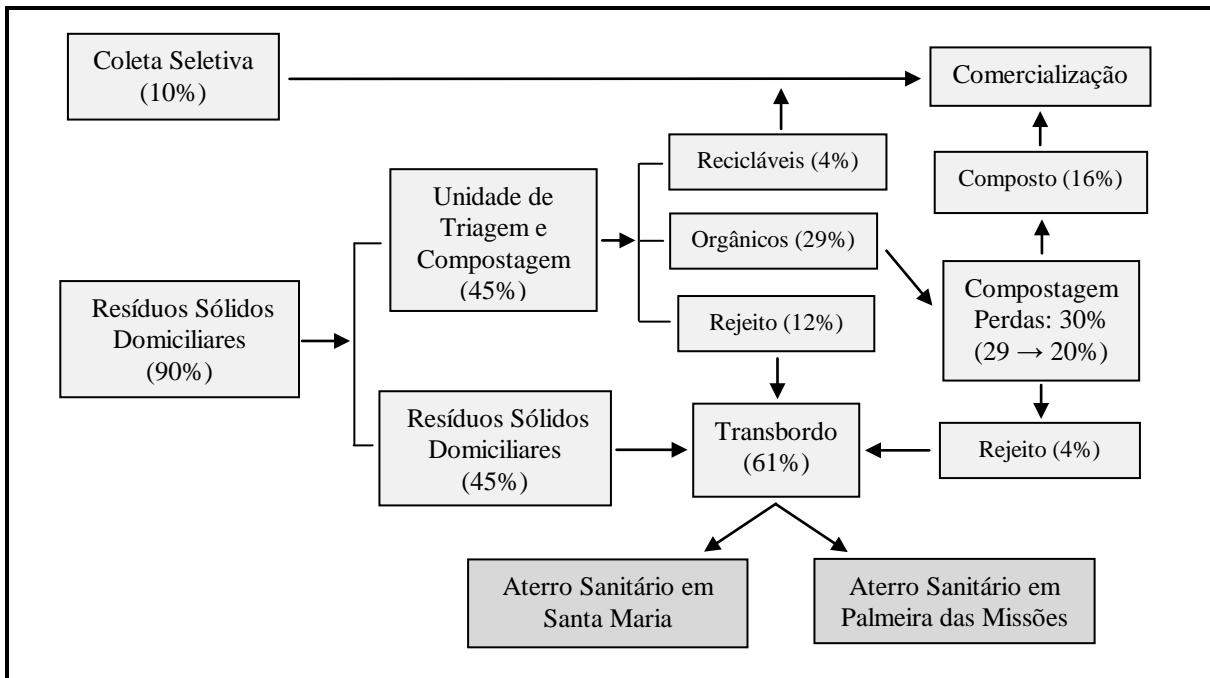 Coleta Seletiva
(10%)
Comercialização
Recicláveis (4%)
Composto (16%)
Unidade de
Triagem e
Compostagem
(45%)
Orgânicos (29%)
Rejeito (12%)
Compostagem
Perdas: 30%
(29 → 20%)
Resíduos Sólidos
Domiciliares
(90%)
Resíduos Sólidos
Domiciliares
(45%)
Transbordo
(61%)
Rejeito (4%)
Aterro Sanitário em
Santa Maria
Aterro Sanitário em
Palmeira das Missões